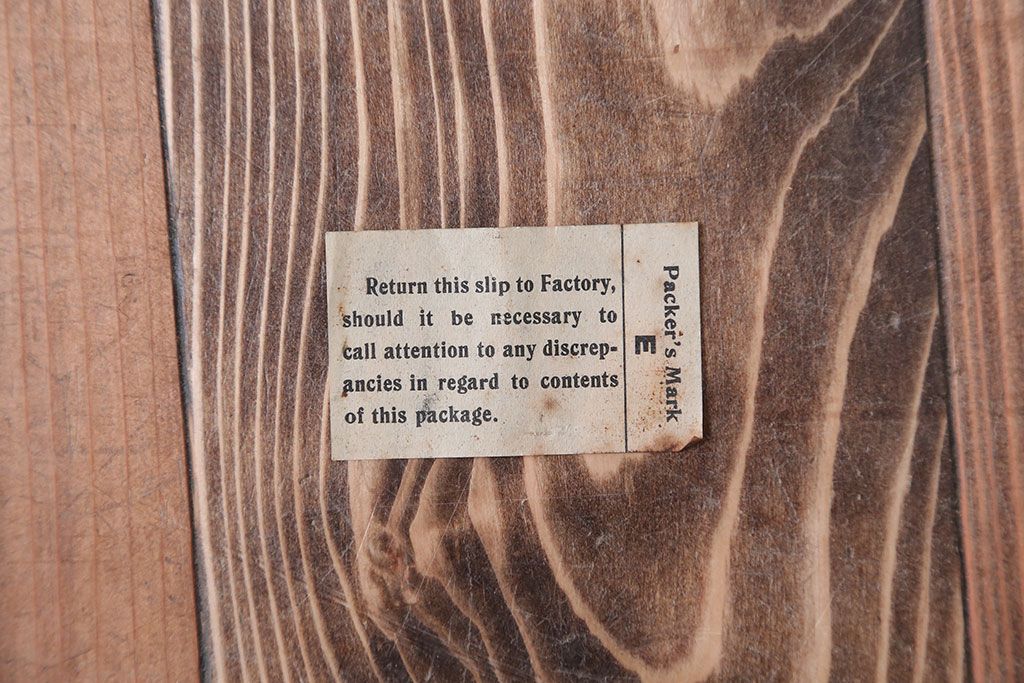 Return this slip to Factory,
should it be necessary to
call attention to any discrep-
ancies in regard to contents
of this package.
Packer's Mark
E